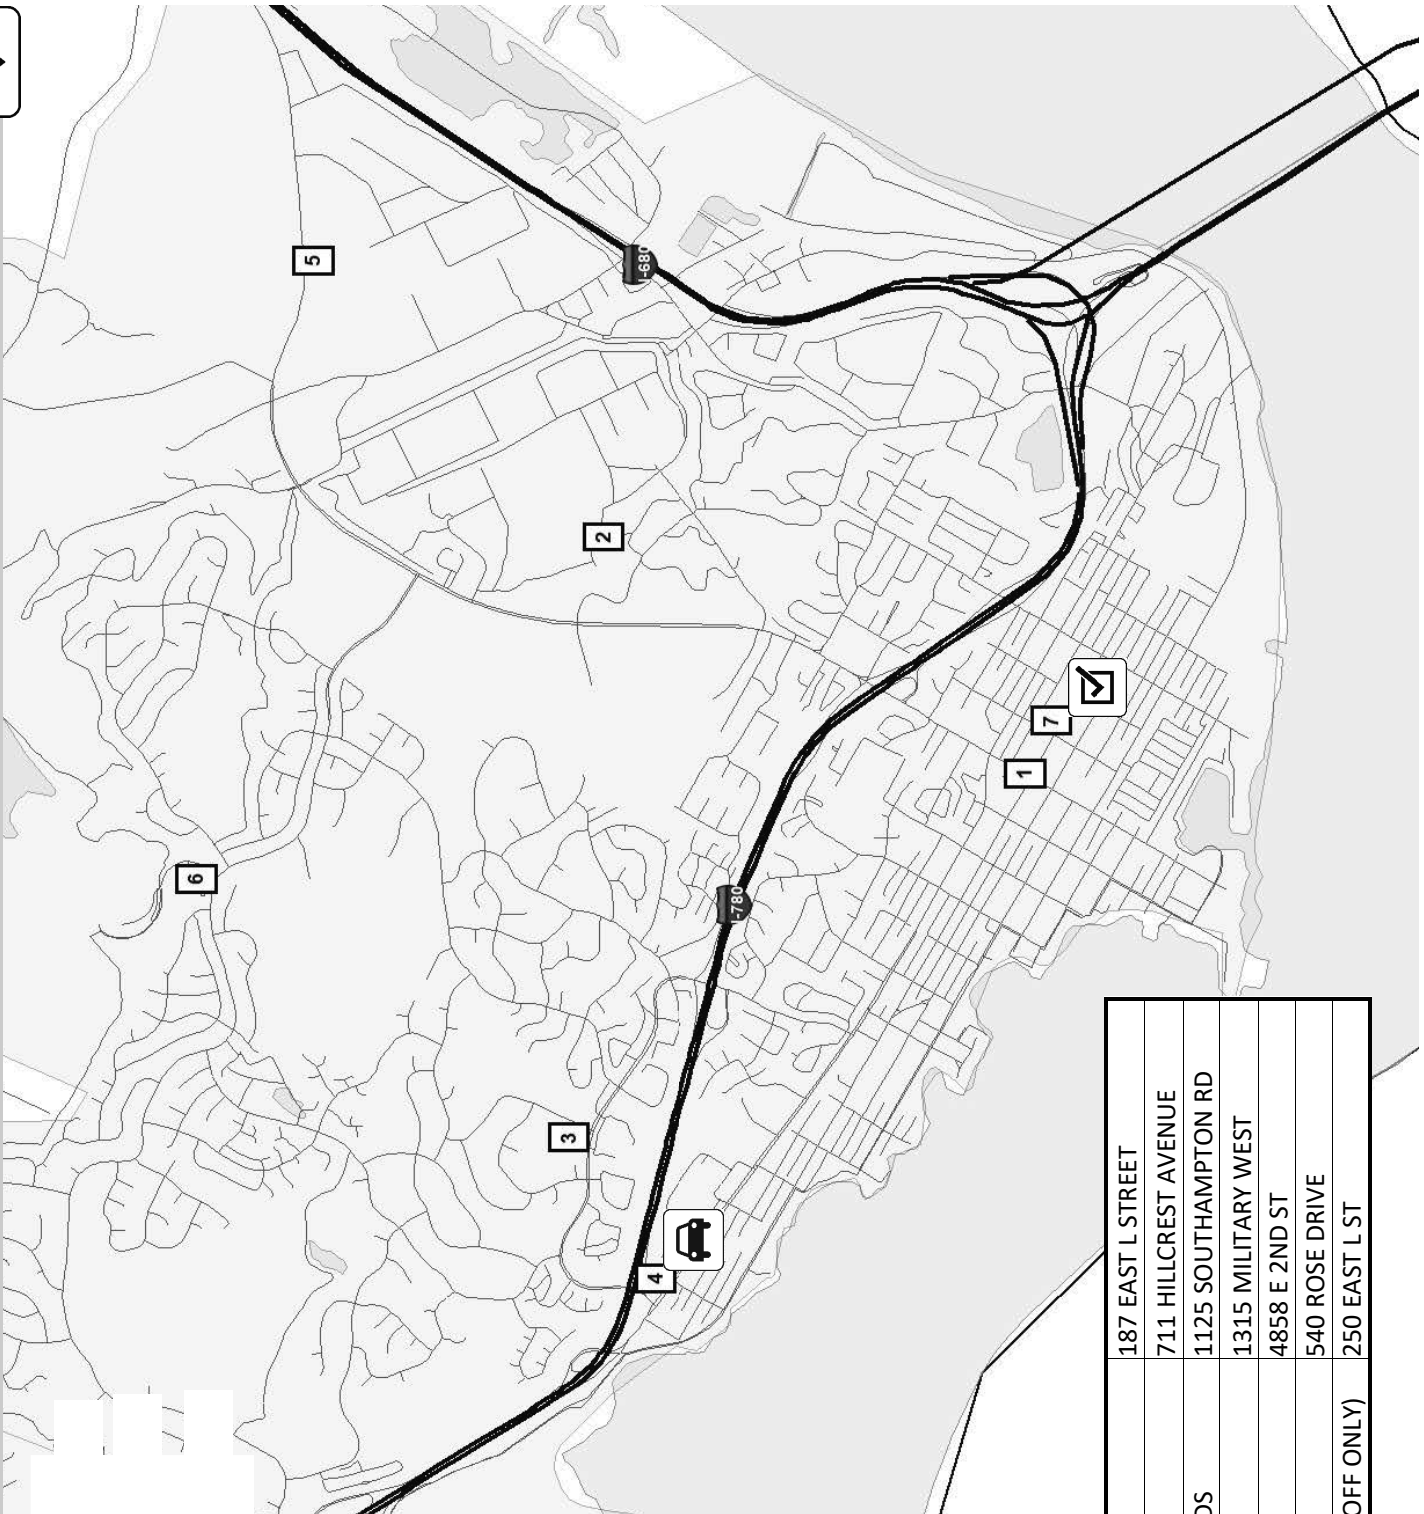 5
I-680
2
7
1
6
I-780
3
4
187 EAST L STREET
711 HILLCREST AVENUE
1125 SOUTHAMPTON RD
DS
1315 MILITARY WEST
4858 E 2ND ST
540 ROSE DRIVE
OFF ONLY) 250 EAST L ST